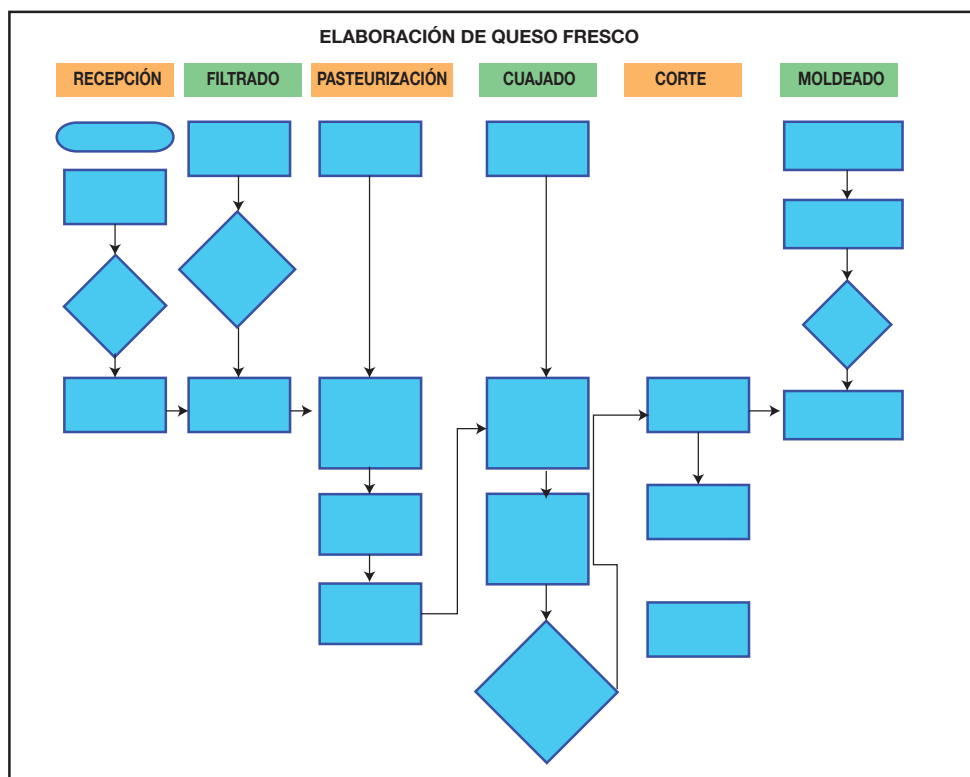 ELABORACIÓN DE QUESO FRESCO
RECEPCIÓN
FILTRADO
PASTEURIZACIÓN
CUAJADO
CORTE
MOLDEADO